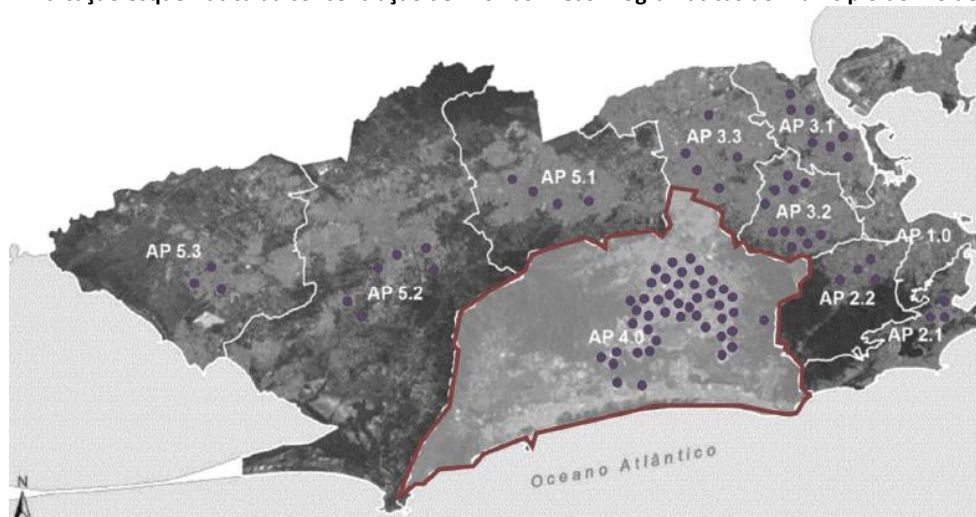 AP 3.1
AP 3.3
AP 5.1
AP 3.2
AP 1.0
AP 5.3
AP 5.2
AP 2.2
AP 4.0
AP 2.1
Oceano Atlântico
N